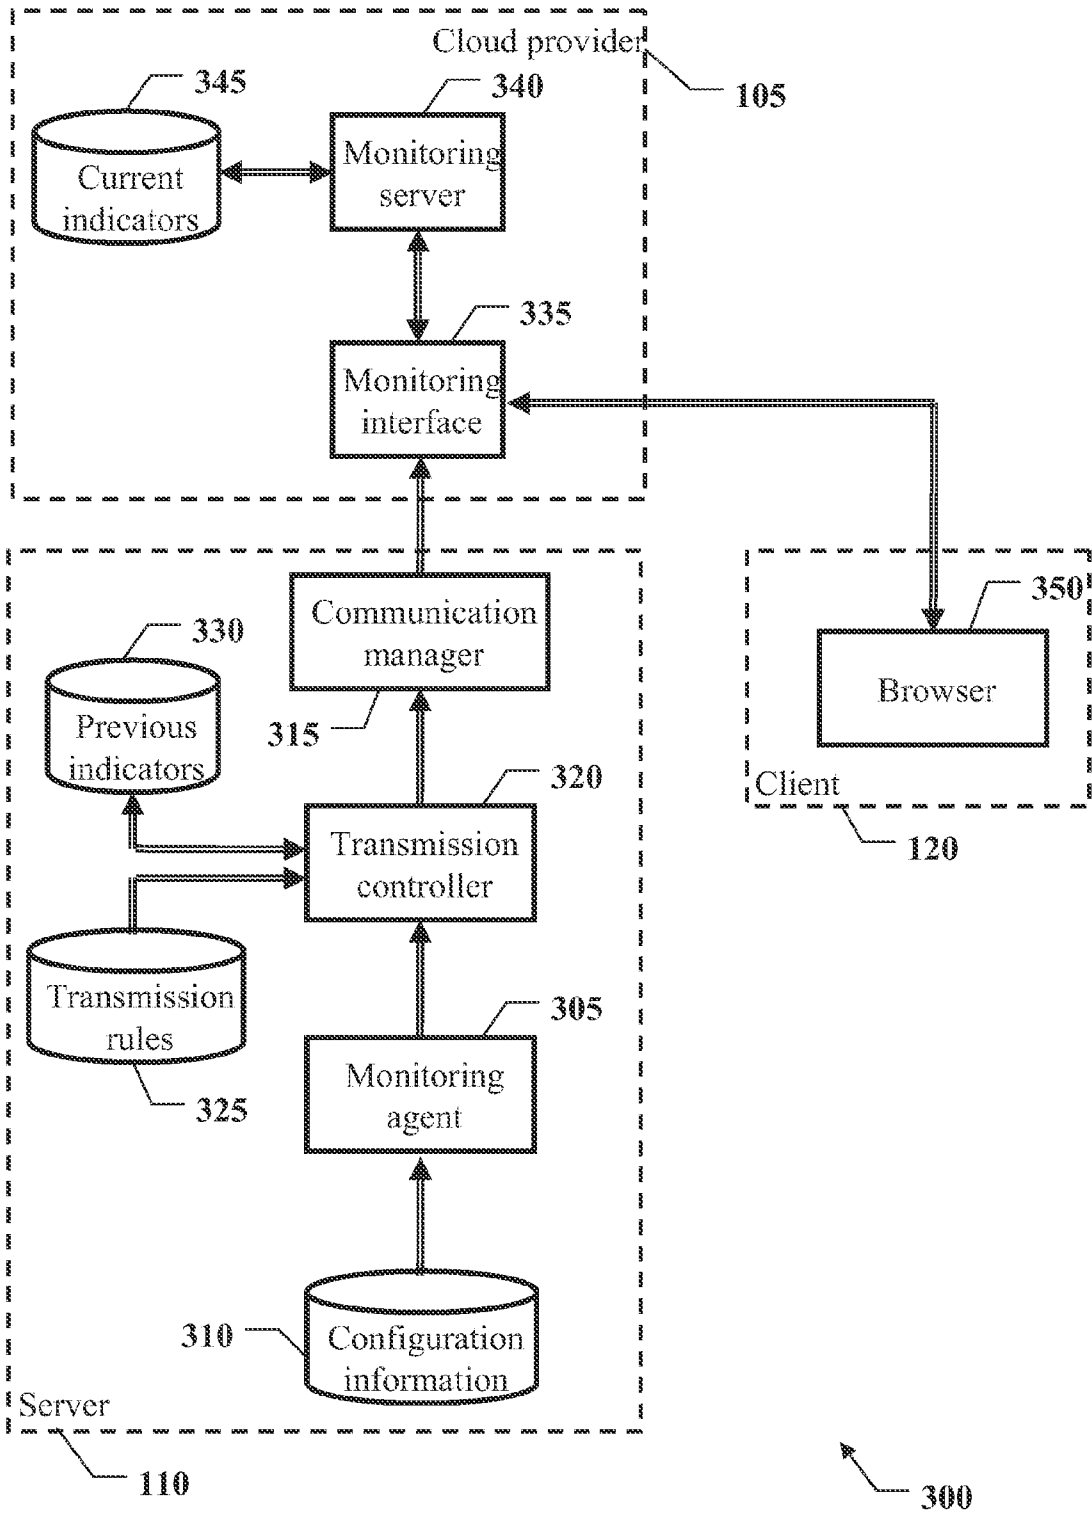 Cloud provider
105
345
340
Current
indicators
Monitoring
server
335
Monitoring
interface
Communication
manager
315
330
Previous
indicators
320
Transmission
controller
Transmission
rules
325
305
Monitoring
agent
310
Configuration
information
Server
110
350
Browser
Client
120
300